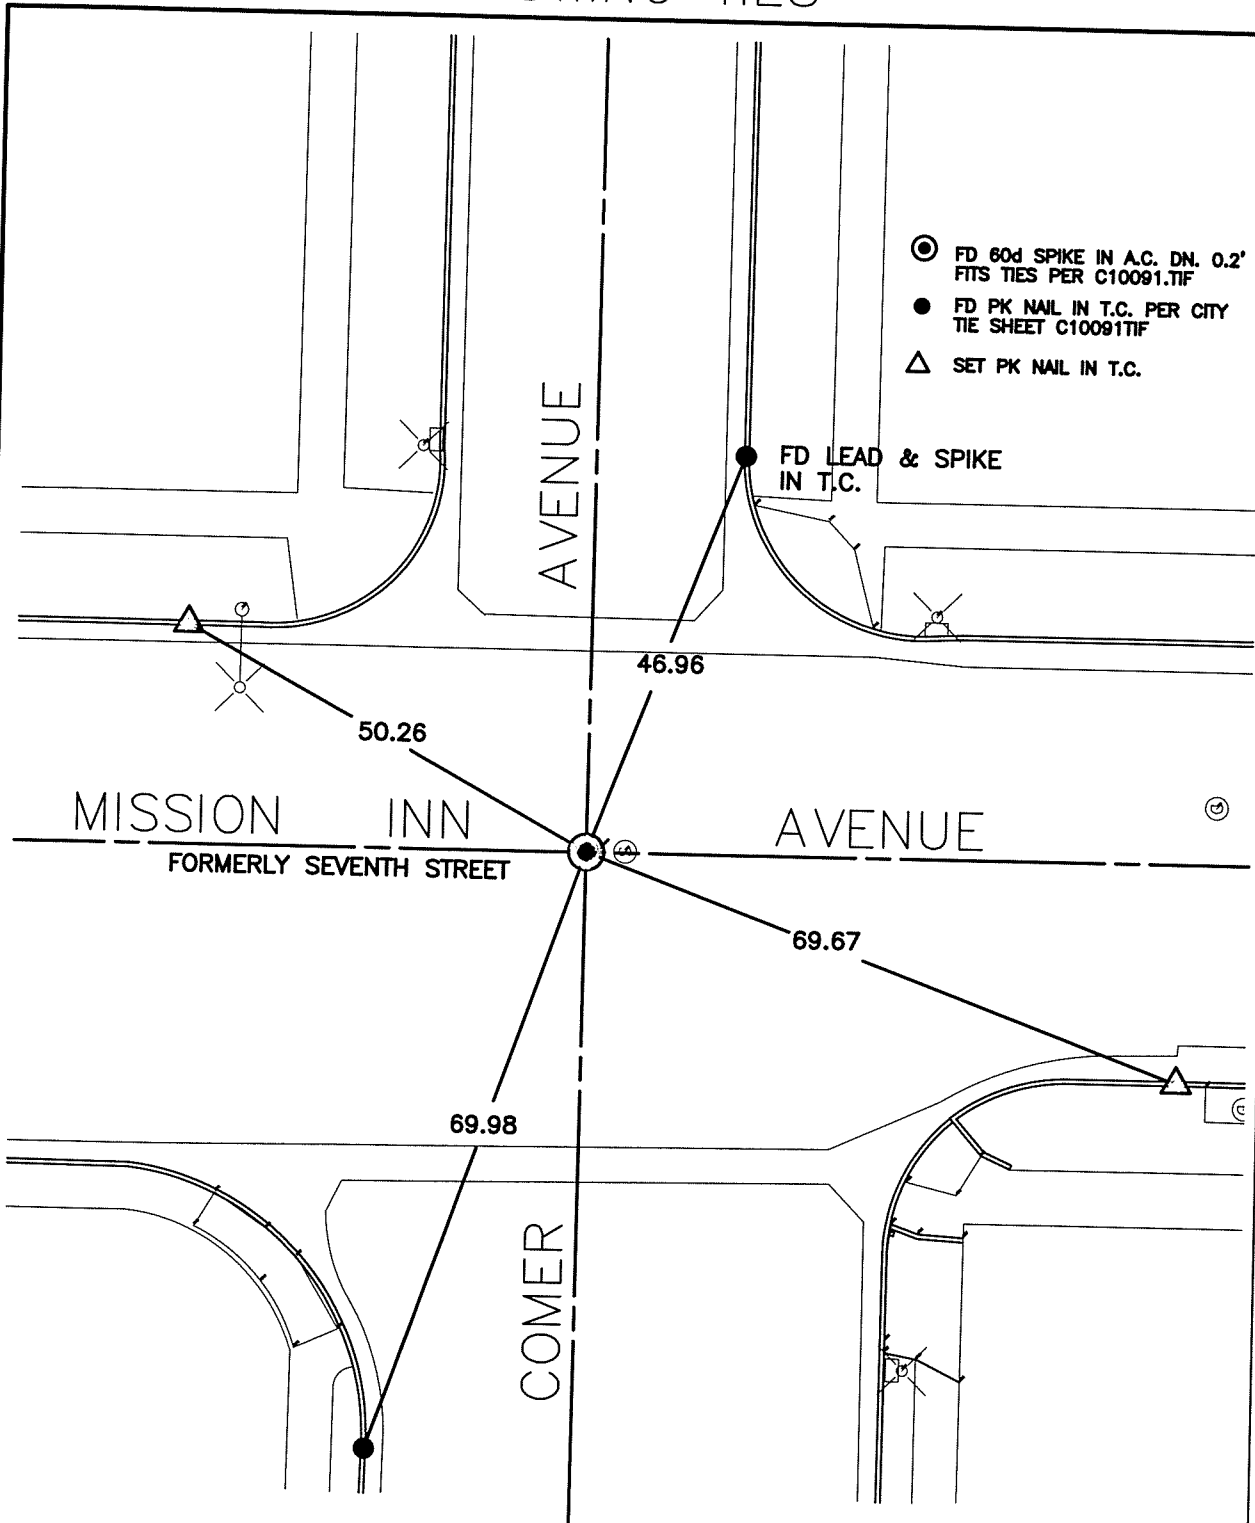 FD 60d SPIKE IN A.C. DN. 0.2'
FITS TIES PER C10091.TIF
FD PK NAIL IN T.C. PER CITY
TIE SHEET C10091TIF
SET PK NAIL IN T.C.
AVENUE
FD LEAD & SPIKE
IN T.C.
46.96
50.26
MISSION INN AVENUE
FORMERLY SEVENTH STREET
69.67
69.98
COMER